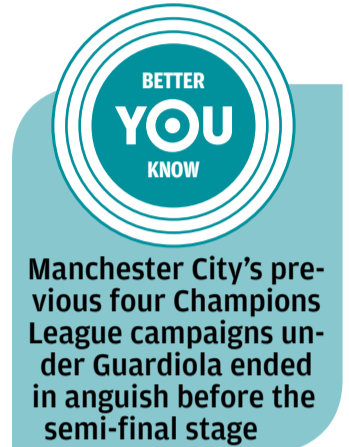 BETTER
YOU
KNOW
Manchester City's pre-
vious four Champions
League campaigns un-
der Guardiola ended
in anguish before the
semi-final stage